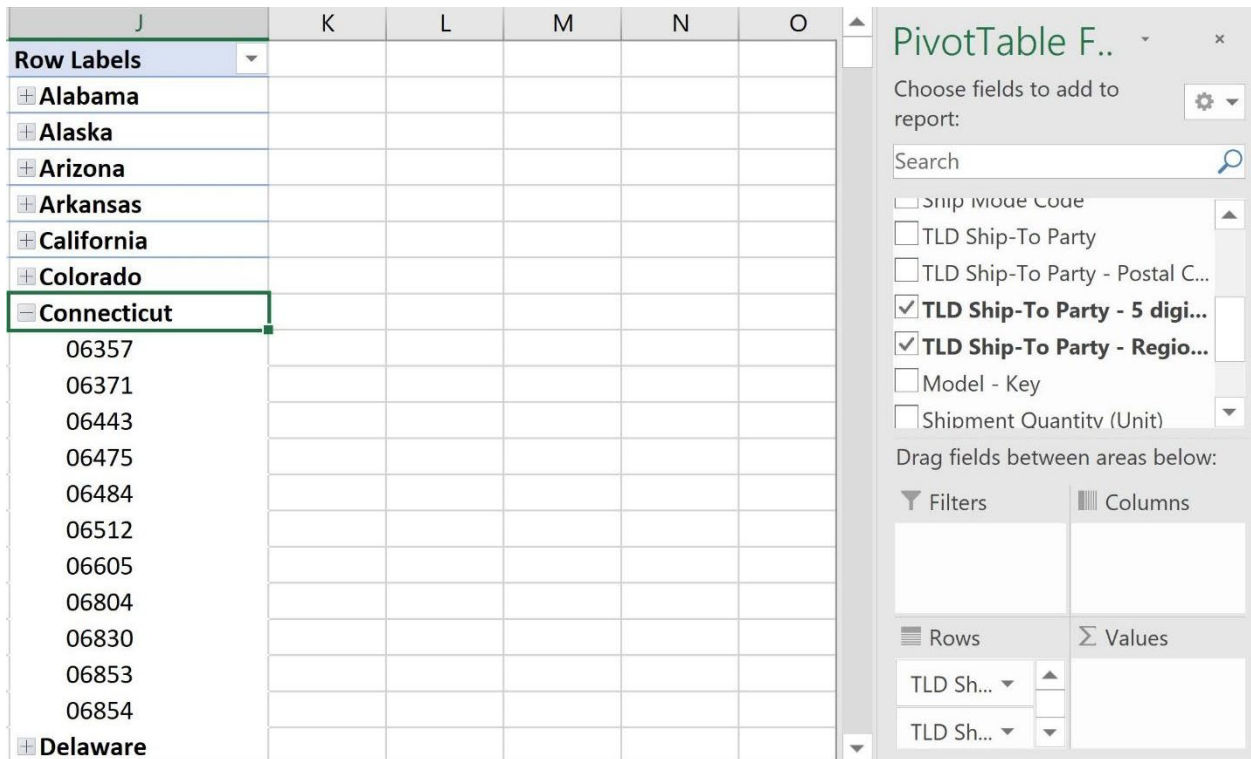 J K L M N O
Row Labels
Alabama
Alaska
Arizona
Arkansas
California
Colorado
Connecticut
06357
06371
06443
06475
06484
06512
06605
06804
06830
06853
06854
Delaware
PivotTable F..
Choose fields to add to
report:
Search
Ship Mode Code
TLD Ship-To Party
TLD Ship-To Party - Postal C...
TLD Ship-To Party - 5 digi...
TLD Ship-To Party - Regio...
Model - Key
Shipment Quantity (Unit)
Drag fields between areas below:
Filters
Columns
Rows
Σ Values
TLD Sh...
TLD Sh...